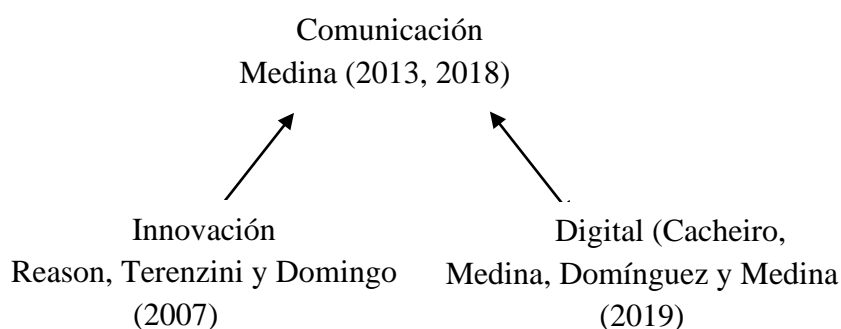 Comunicación
Medina (2013, 2018)
Innovación
Reason, Terenzini y Domingo
(2007)
Digital (Cacheiro,
Medina, Domínguez y Medina
(2019)